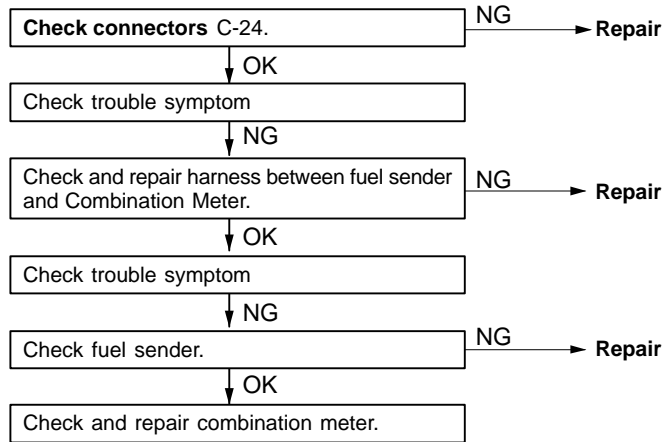 Check connectors C-24.
NG
Repair
OK
Check trouble symptom
NG
Check and repair harness between fuel sender
and Combination Meter.
NG
Repair
OK
Check trouble symptom
NG
Check fuel sender.
NG
Repair
OK
Check and repair combination meter.